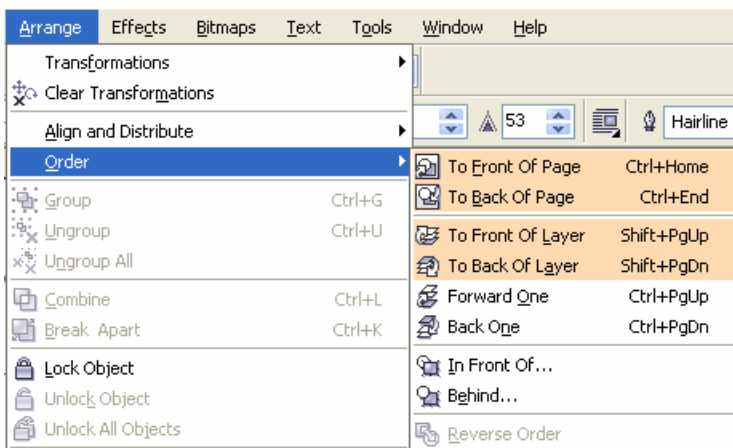 Arrange Effects Bitmaps Text Tools Window Help
Transformations
Clear Transformations
Align and Distribute
53 Hairline
Order
Group Ctrl+G
Ungroup Ctrl+U
Ungroup All
Combine Ctrl+L
Break Apart Ctrl+K
Lock Object
Unlock Object
Unlock All Objects
To Front Of Page Ctrl+Home
To Back Of Page Ctrl+End
To Front Of Layer Shift+PgUp
To Back Of Layer Shift+PgDn
Forward One Ctrl+PgUp
Back One Ctrl+PgDn
In Front Of...
Behind...
Reverse Order